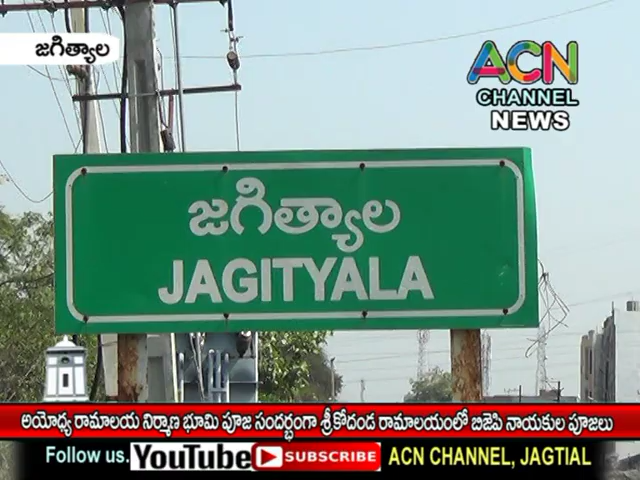 జగిత్యాల
ACN
CHANNEL
NEWS
జగిత్యాల
JAGITYALA
అయోధ్య రామాలయ నిర్మాణ భూమి పూజ సందర్భంగా శ్రీకోదండ రామాలయంలో బిజెపి నాయకుల పూజలు
Follow us. YouTube SUBSCRIBE ACN CHANNEL, JAGTIAL